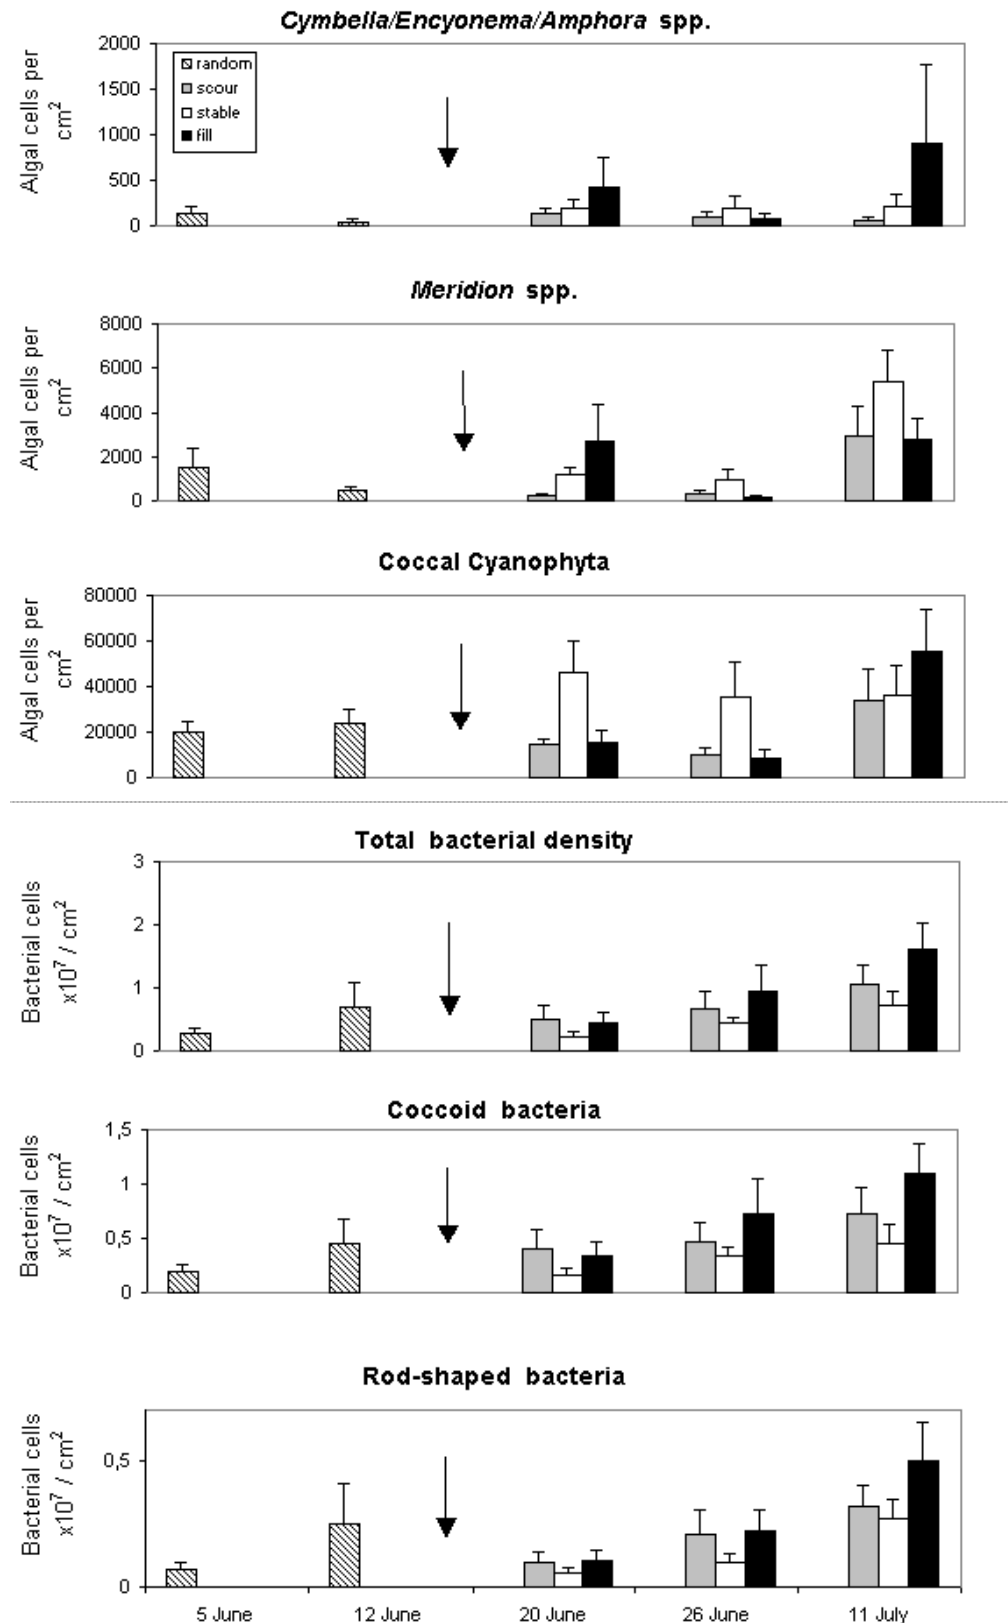 Cymbella/Encyonema/Amphora spp.
Algal cells per
cm2
2000
1500
1000
500
0
random
scour
stable
fill
Meridion spp.
Algal cells per
cm2
8000
6000
4000
2000
0
Coccal Cyanophyta
Algal cells per
cm2
80000
60000
40000
20000
0
Total bacterial density
Bacterial cells
x107 / cm2
3
2
1
0
Coccoid bacteria
Bacterial cells
x107 / cm2
1,5
1
0,5
0
Rod-shaped bacteria
Bacterial cells
x107 / cm2
0,5
0
5 June 12 June 20 June 26 June 11 July